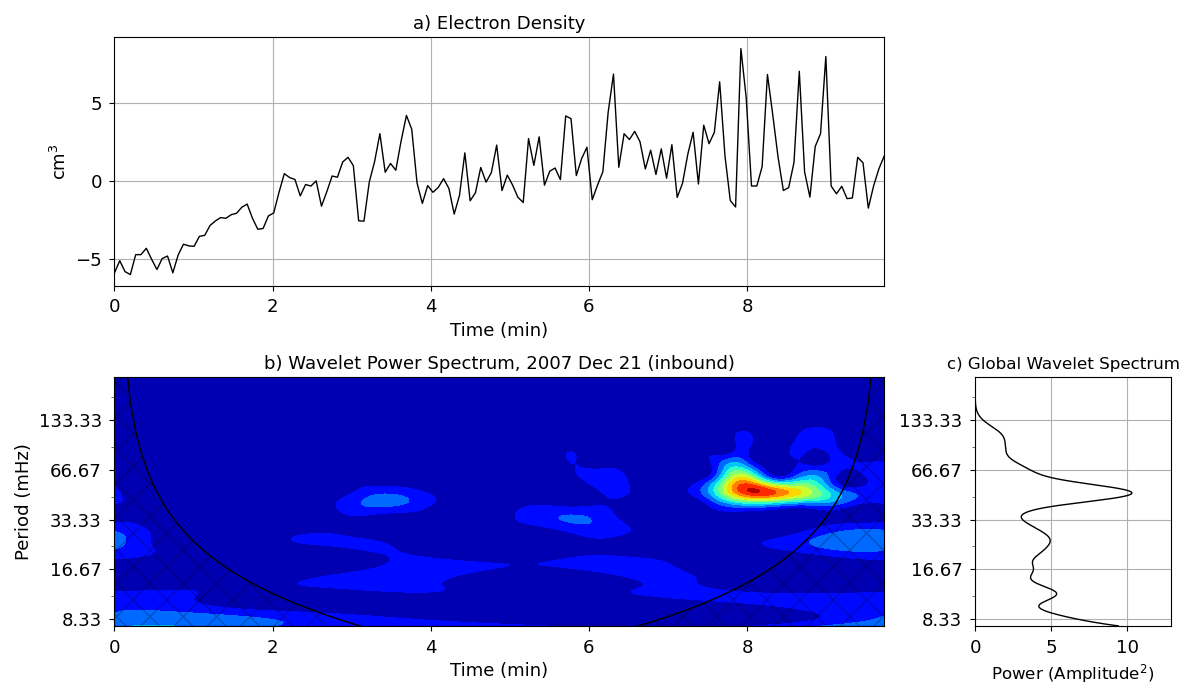 a) Electron Density
cm³
5
0
−5
0 2 4 6 8
Time (min)
b) Wavelet Power Spectrum, 2007 Dec 21 (inbound)
Period (mHz)
133.33
66.67
33.33
16.67
8.33
0 2 4 6 8
Time (min)
c) Global Wavelet Spectrum
133.33
66.67
33.33
16.67
8.33
0 5 10
Power (Amplitude²)